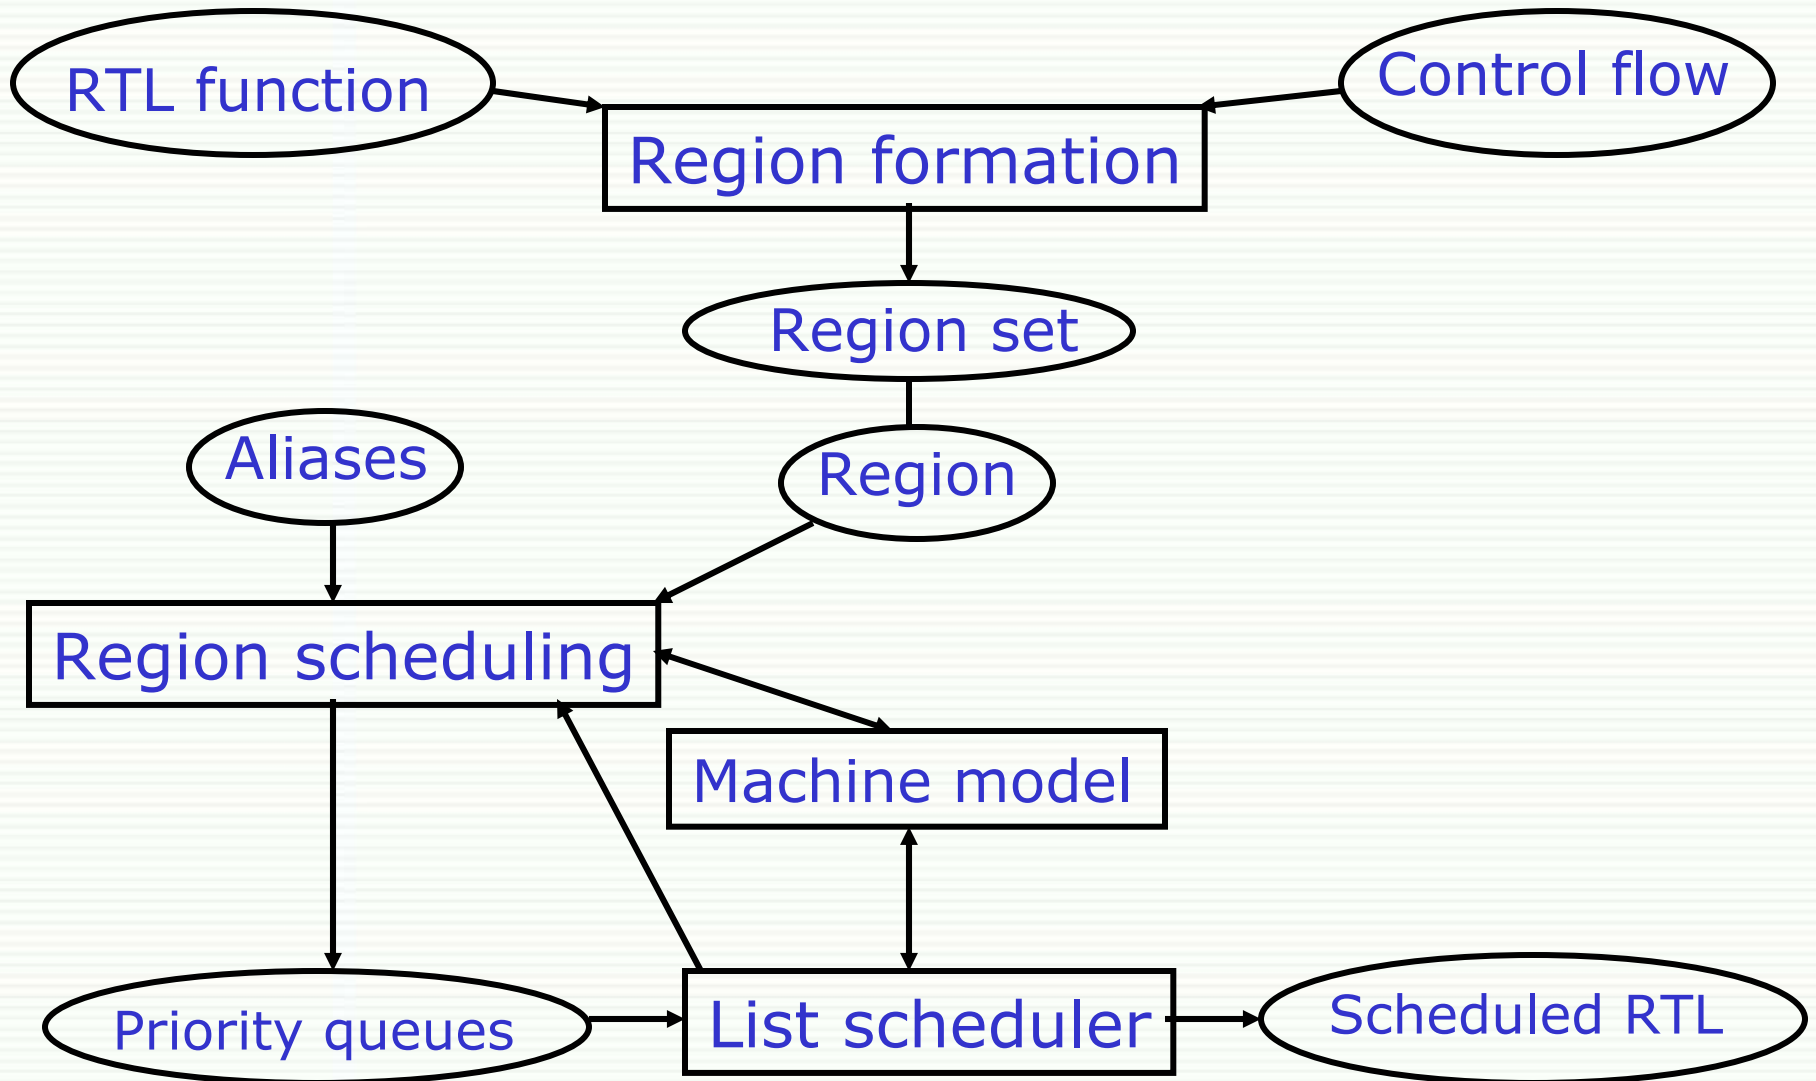 RTL function
Control flow
Region formation
Region set
Aliases
Region
Region scheduling
Machine model
Priority queues
List scheduler
Scheduled RTL